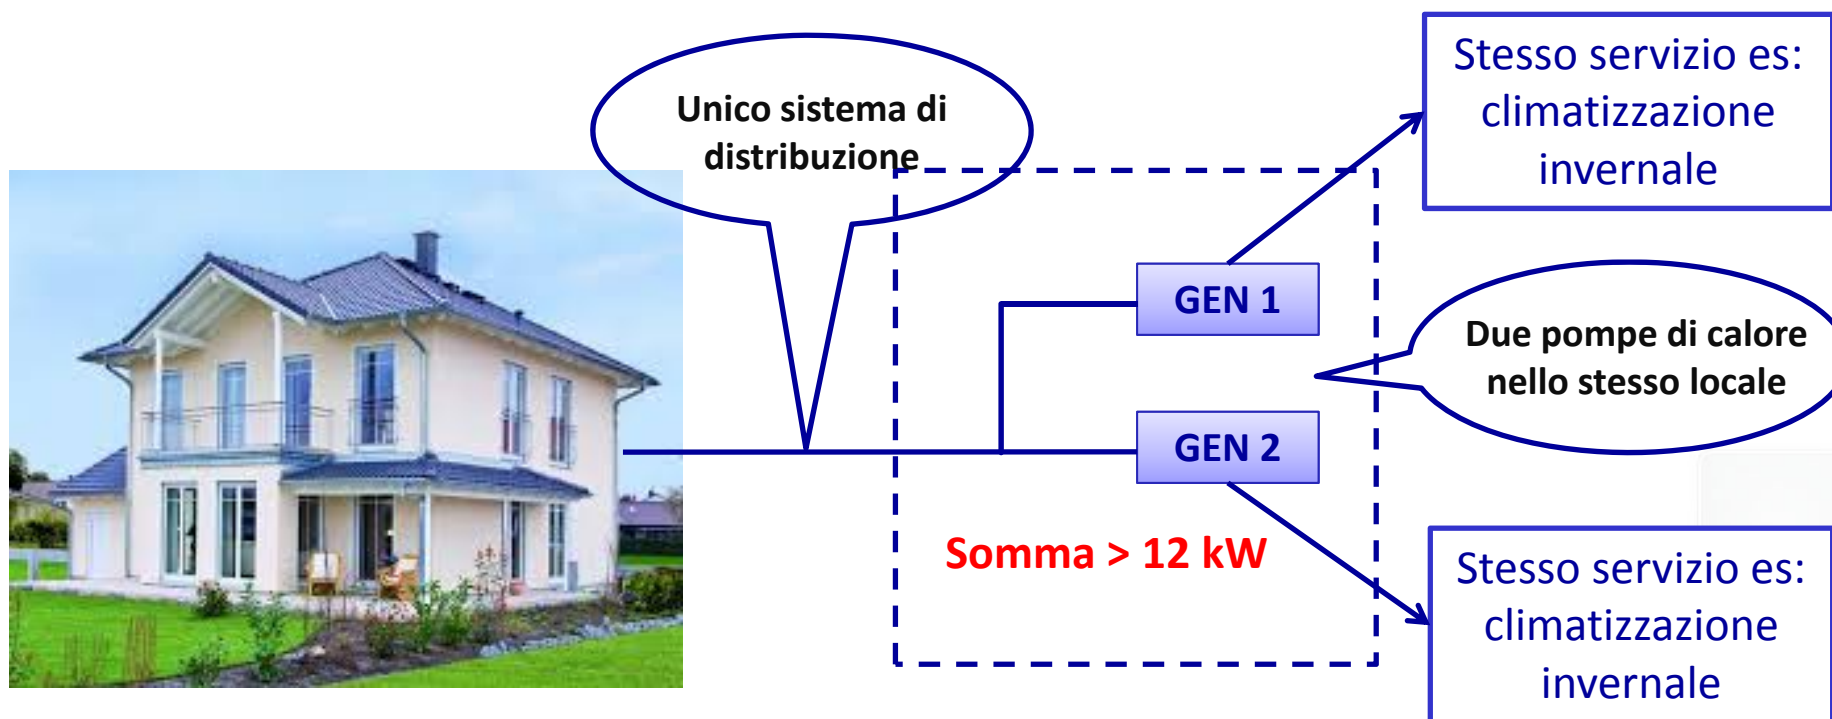 Unico sistema di
distribuzione
Stesso servizio es:
climatizzazione
invernale
GEN 1
Due pompe di calore
nello stesso locale
GEN 2
Somma > 12 kW
Stesso servizio es:
climatizzazione
invernale